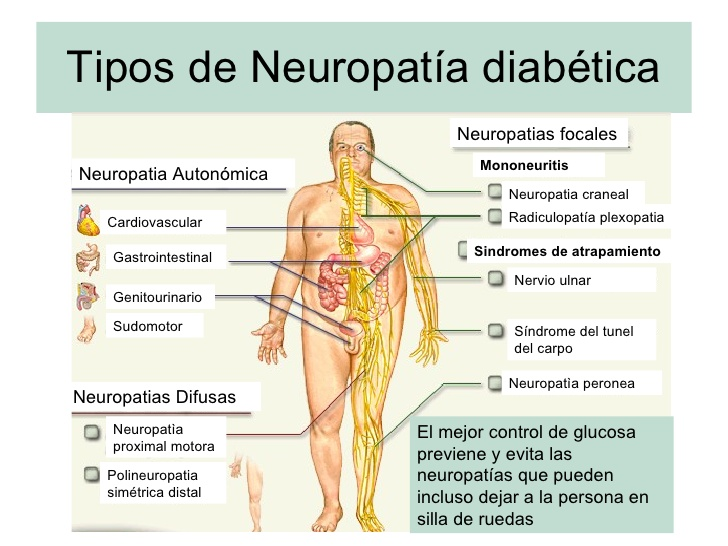 Tipos de Neuropatía diabética
Neuropatias focales
Mononeuritis
Neuropatia craneal
Radiculopatía plexopatia
Sindromes de atrapamiento
Nervio ulnar
Síndrome del tunel
del carpo
Neuropatìa peronea
Neuropatia Autonómica
Cardiovascular
Gastrointestinal
Genitourinario
Sudomotor
Neuropatias Difusas
Neuropatia
proximal motora
Polineuropatia
simétrica distal
El mejor control de glucosa
previene y evita las
neuropatías que pueden
incluso dejar a la persona en
silla de ruedas